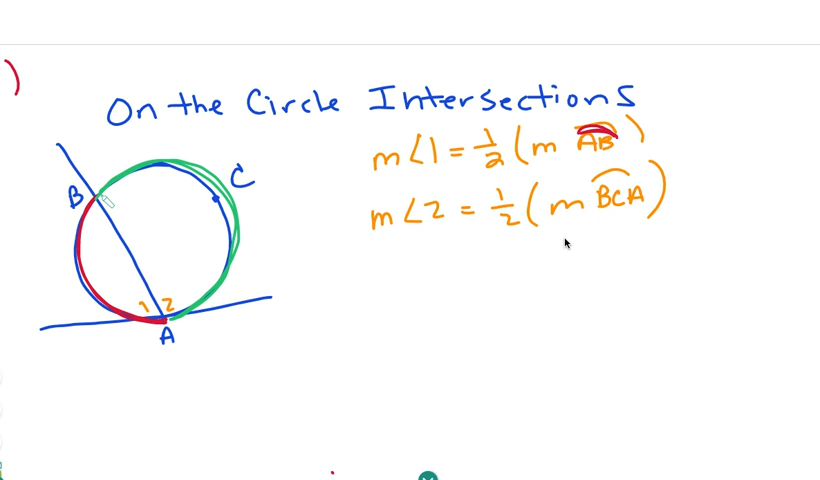 )
On the Circle Intersections
m∠1 = 1/2 (m AB)
m∠2 = 1/2 (m BCA)
B
C
1 2
A